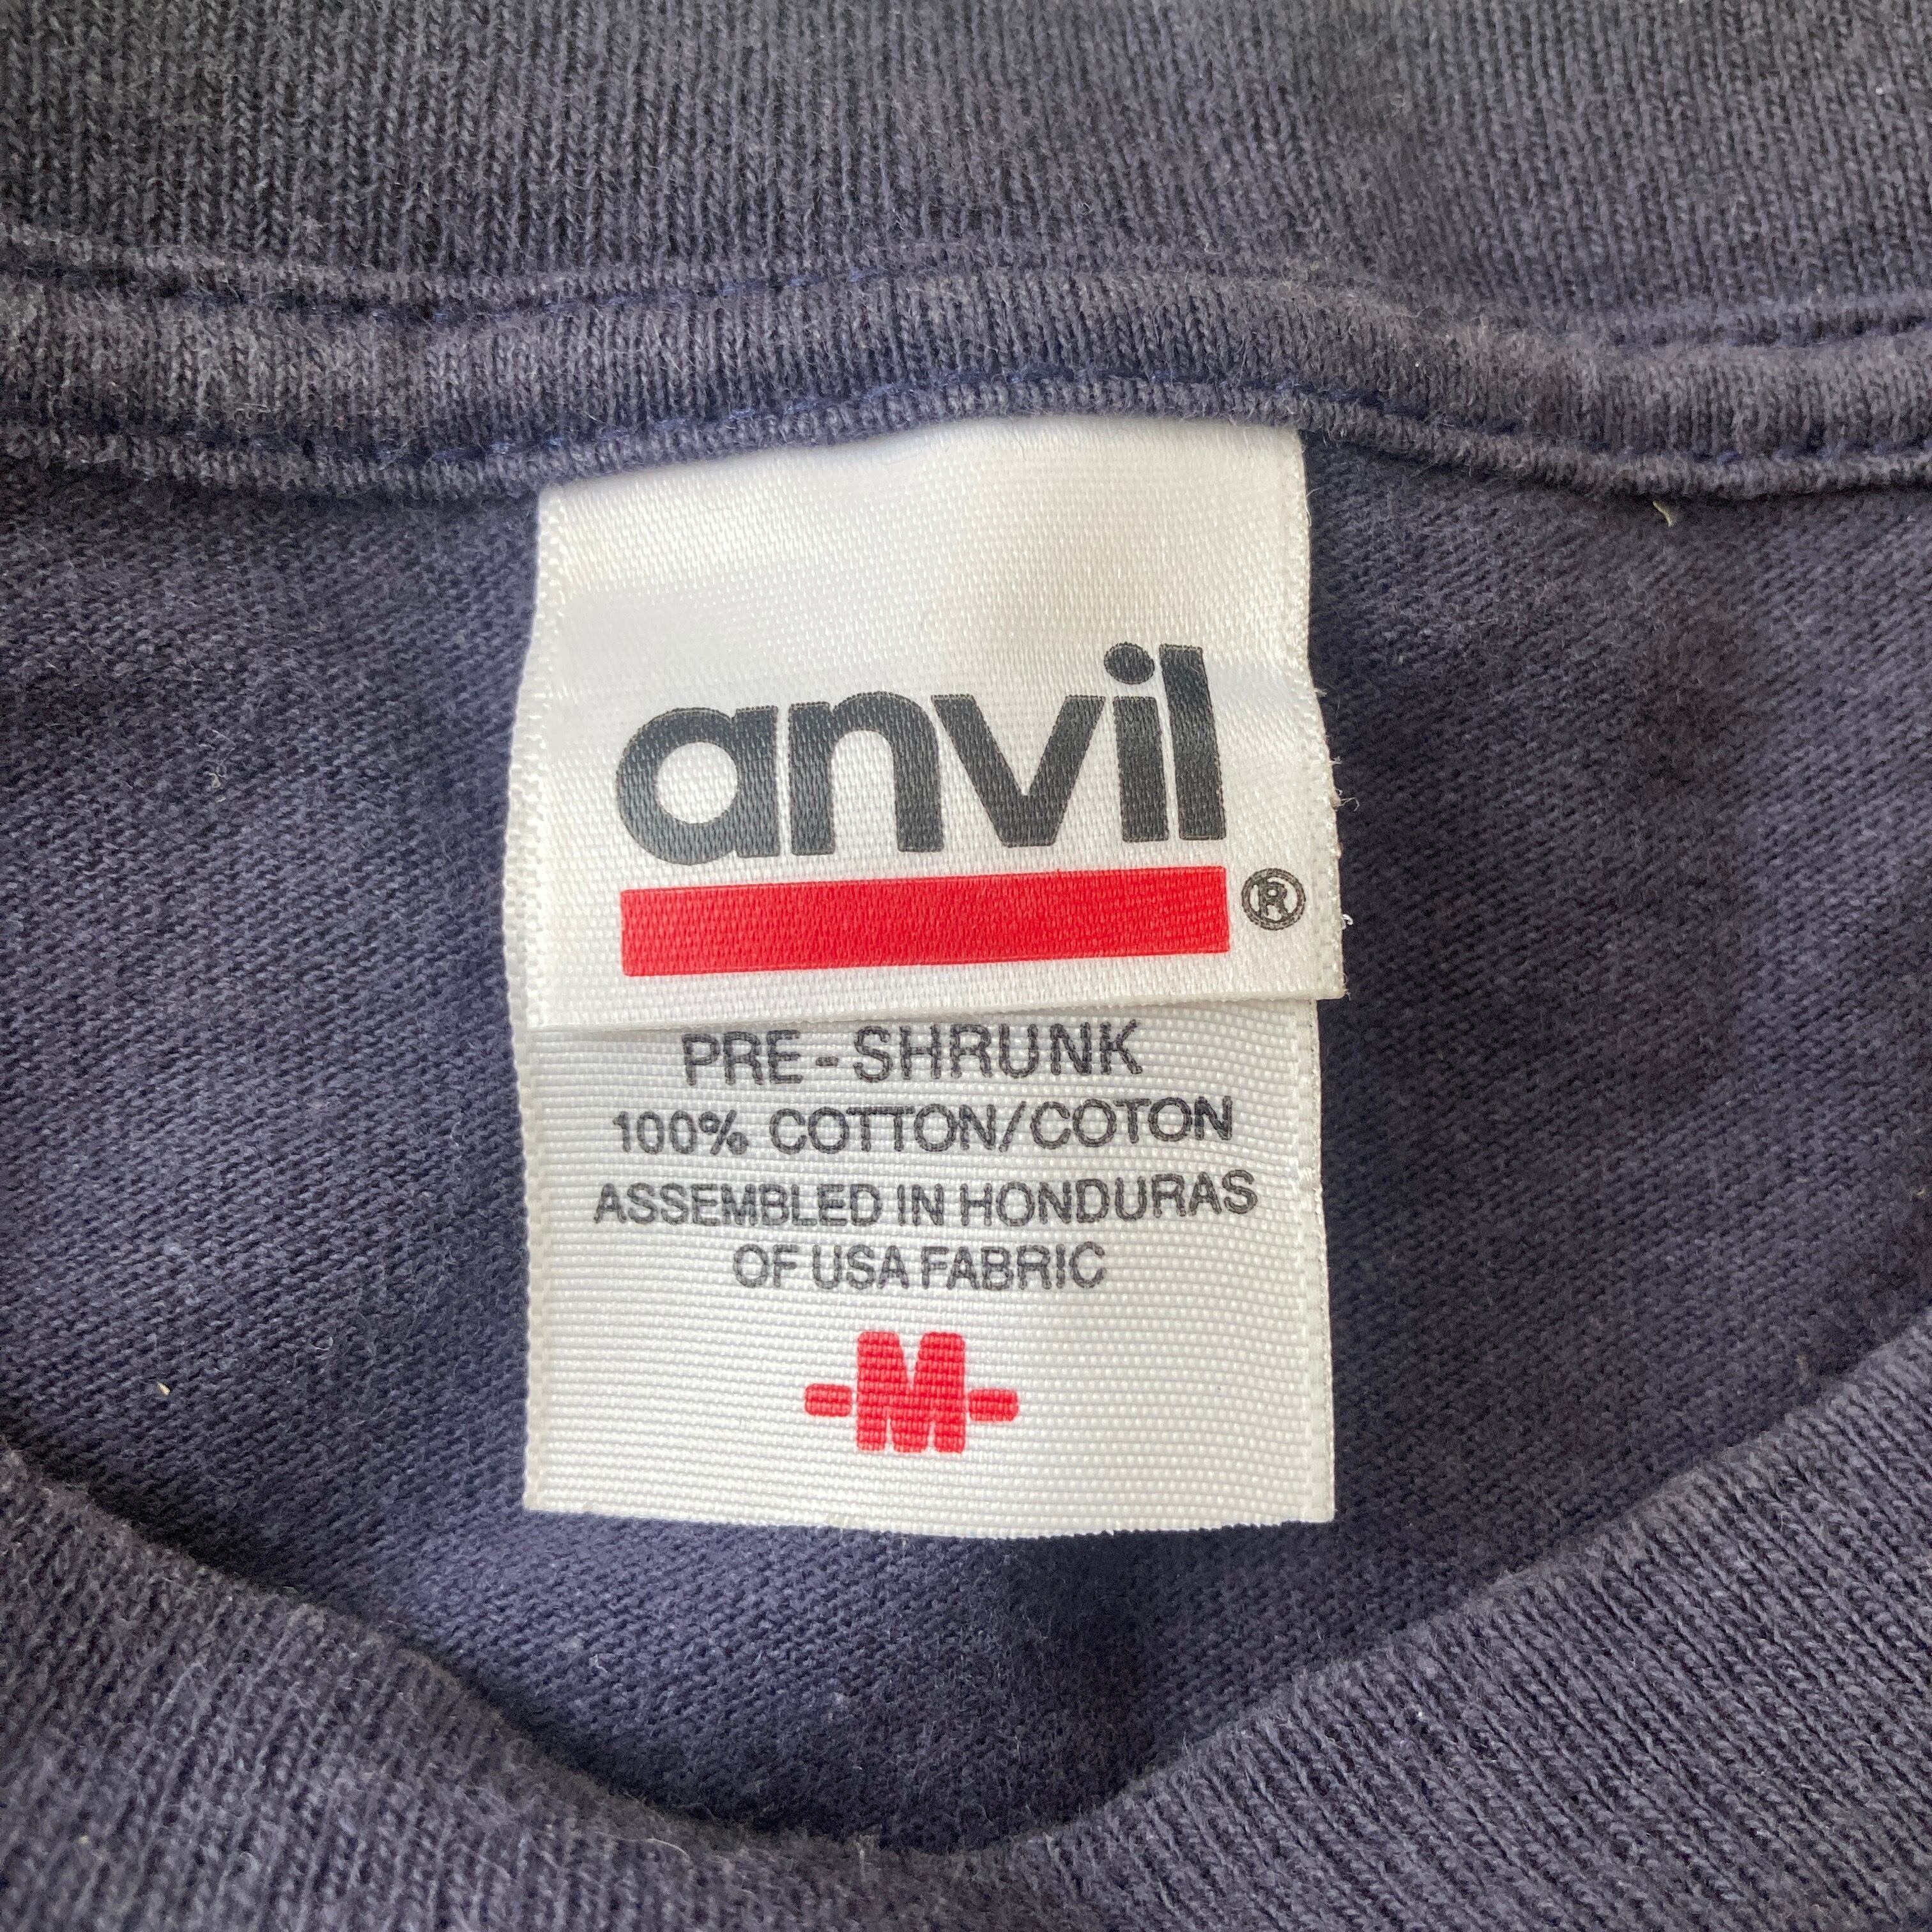 anvil
®
PRE-SHRUNK
100% COTTON/COTON
ASSEMBLED IN HONDURAS
OF USA FABRIC
-M-